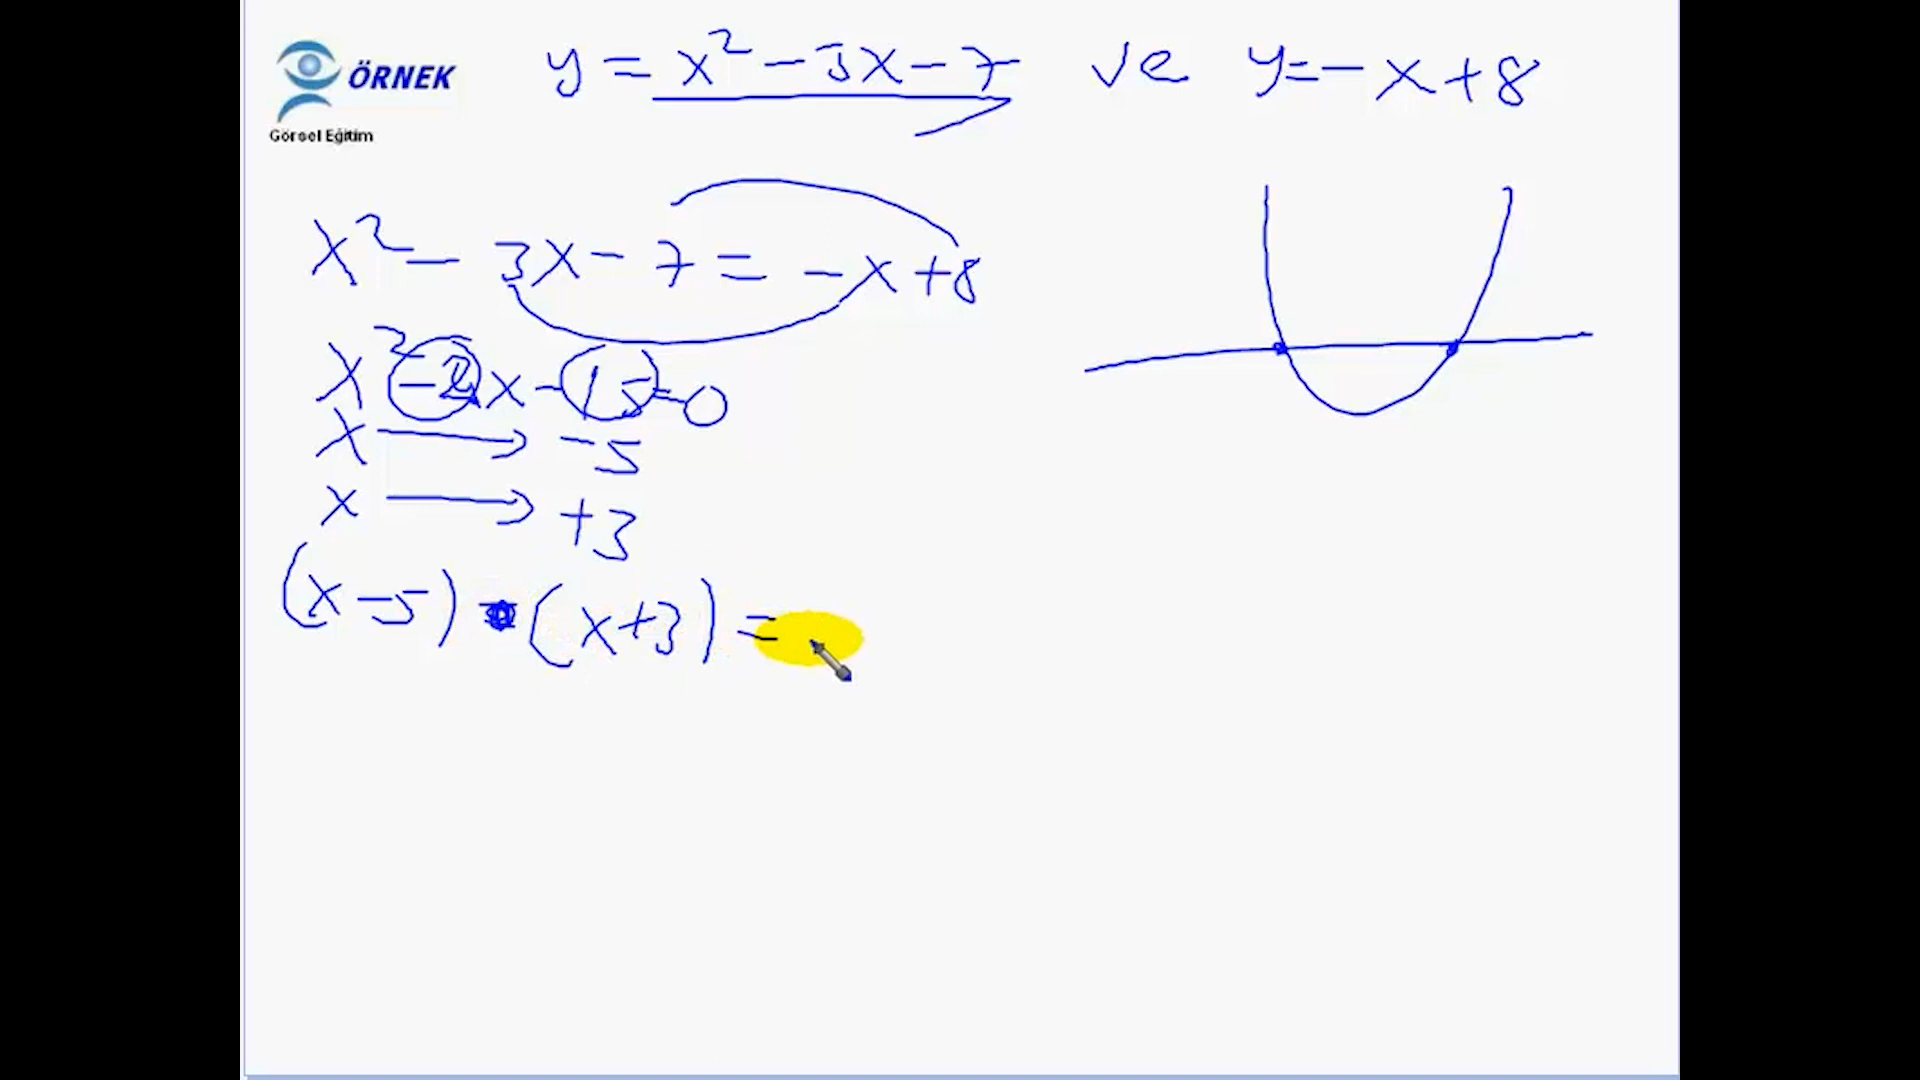 ÖRNEK
Görsel Eğitim
y = x² - 3x - 7 ve y = - x + 8
x² - 3x - 7 = - x + 8
x² - 2x - 15 = 0
x → - 5
x → + 3
(x - 5) • (x + 3) =